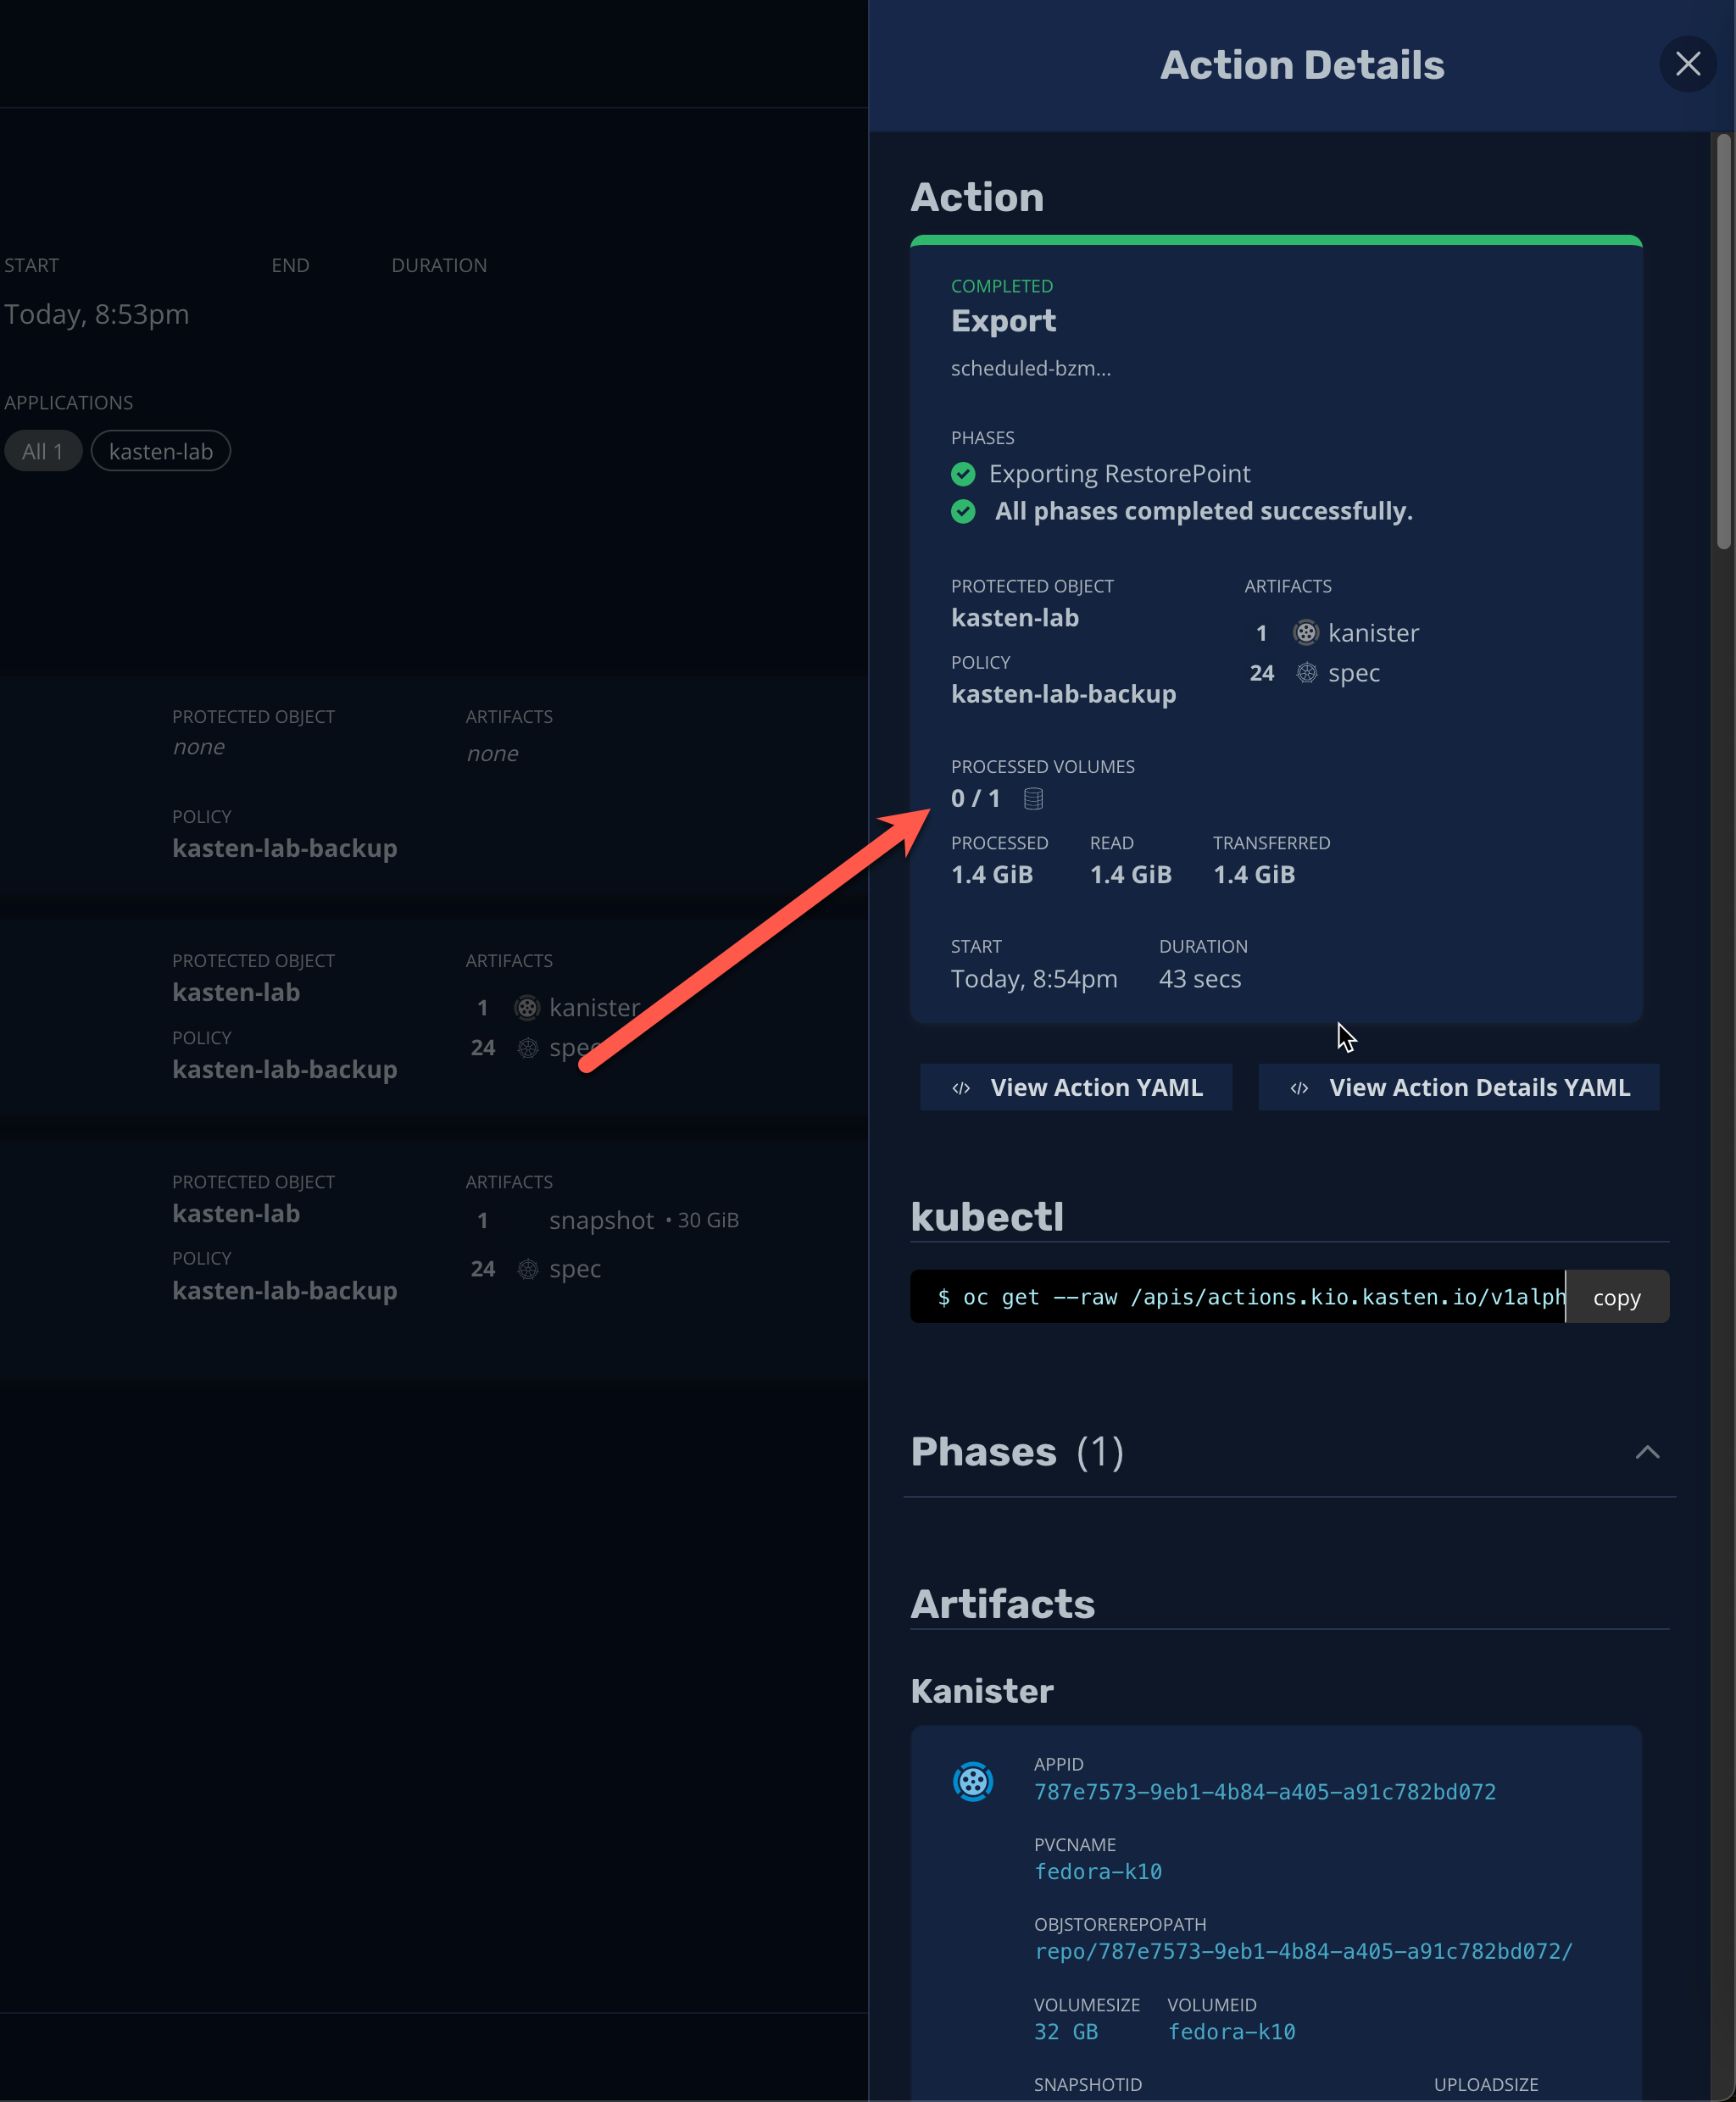 START END DURATION
Today, 8:53pm
APPLICATIONS
All 1 kasten-lab
PROTECTED OBJECT ARTIFACTS
none none
POLICY
kasten-lab-backup
PROTECTED OBJECT ARTIFACTS
kasten-lab
1 kanister
POLICY
24 spec
kasten-lab-backup
PROTECTED OBJECT ARTIFACTS
kasten-lab
1 snapshot • 30 GiB
POLICY
24 spec
kasten-lab-backup
Action Details
Action
COMPLETED
Export
scheduled-bzm...
PHASES
Exporting RestorePoint
All phases completed successfully.
PROTECTED OBJECT ARTIFACTS
kasten-lab
1 kanister
POLICY
24 spec
kasten-lab-backup
PROCESSED VOLUMES
0 / 1
PROCESSED READ TRANSFERRED
1.4 GiB 1.4 GiB 1.4 GiB
START DURATION
Today, 8:54pm 43 secs
</> View Action YAML </> View Action Details YAML
kubectl
$ oc get --raw /apis/actions.kio.kasten.io/v1alph copy
Phases (1)
Artifacts
Kanister
APPID
787e7573-9eb1-4b84-a405-a91c782bd072
PVCNAME
fedora-k10
OBJSTOREREPOPATH
repo/787e7573-9eb1-4b84-a405-a91c782bd072/
VOLUMESIZE VOLUMEID
32 GB fedora-k10
SNAPSHOTID UPLOADSIZE